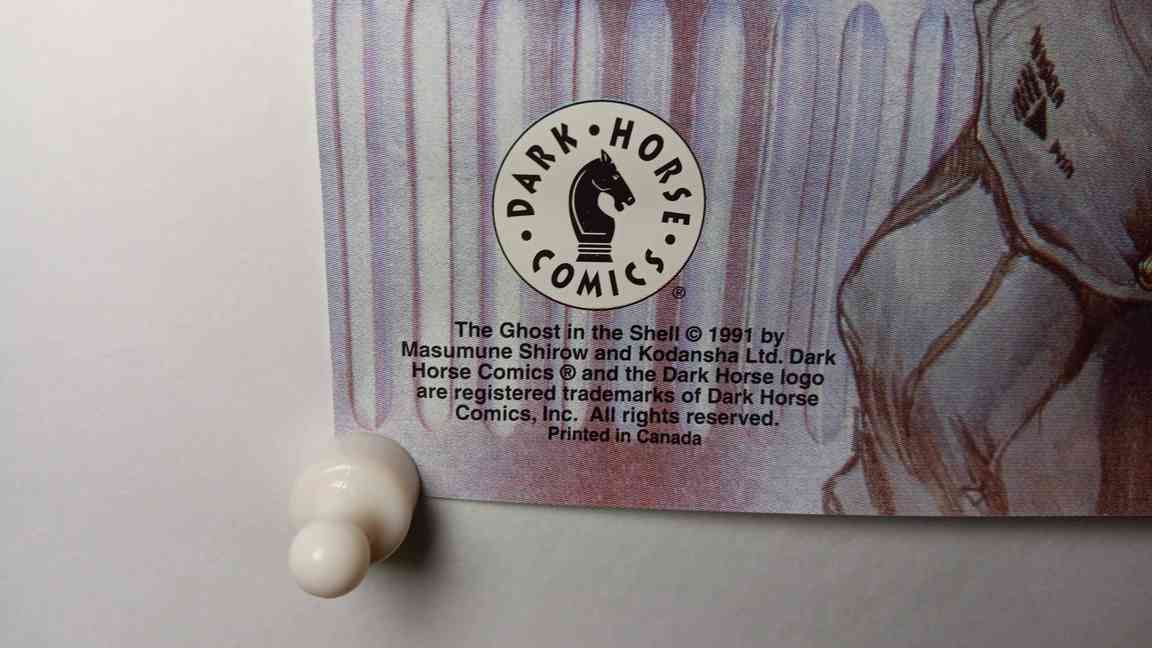 DARK • HORSE • COMICS •
®
The Ghost in the Shell © 1991 by
Masumune Shirow and Kodansha Ltd. Dark
Horse Comics ® and the Dark Horse logo
are registered trademarks of Dark Horse
Comics, Inc.  All rights reserved.
Printed in Canada